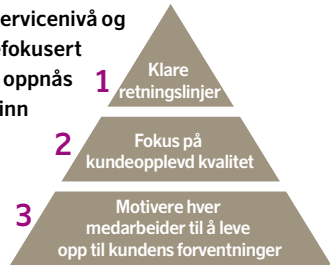 ervicenivå og
efokusert
oppnås
inn
1
Klare
retningslinjer
2
Fokus på
kundeopplevd kvalitet
3
Motivere hver
medarbeider til å leve
opp til kundens forventninger